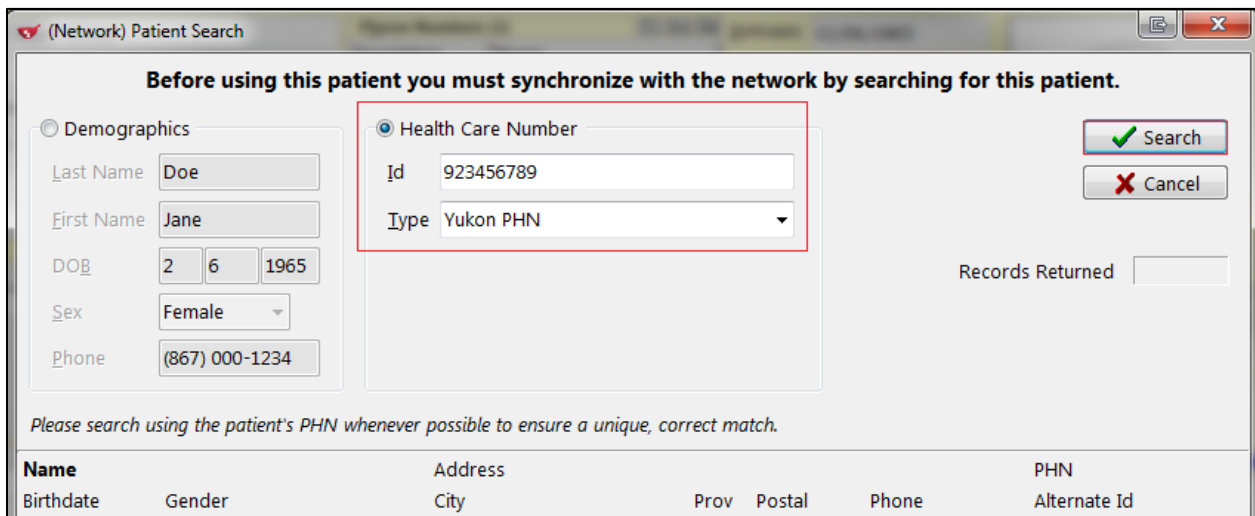 (Network) Patient Search
Before using this patient you must synchronize with the network by searching for this patient.
Demographics
Last Name Doe
First Name Jane
DOB 2 6 1965
Sex Female
Phone (867) 000-1234
Health Care Number
Id 923456789
Type Yukon PHN
Search
Cancel
Records Returned
Please search using the patient's PHN whenever possible to ensure a unique, correct match.
Name Address PHN
Birthdate Gender City Prov Postal Phone Alternate Id